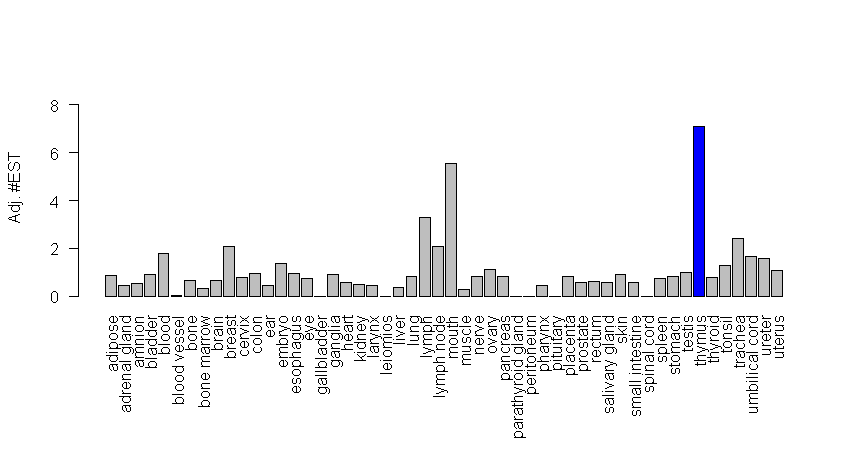 Adj. #EST
8
6
4
2
0
adipose
adrenal gland
amnion
bladder
blood
blood vessel
bone
bone marrow
brain
breast
cervix
colon
ear
embryo
esophagus
eye
gallbladder
ganglia
heart
kidney
larynx
leiomios
liver
lung
lymph
lymph node
mouth
muscle
nerve
ovary
pancreas
parathyroid gland
peritoneum
pharynx
pituitary
placenta
prostate
rectum
salivary gland
skin
small intestine
spinal cord
spleen
stomach
testis
thymus
thyroid
tonsil
trachea
umbilical cord
ureter
uterus